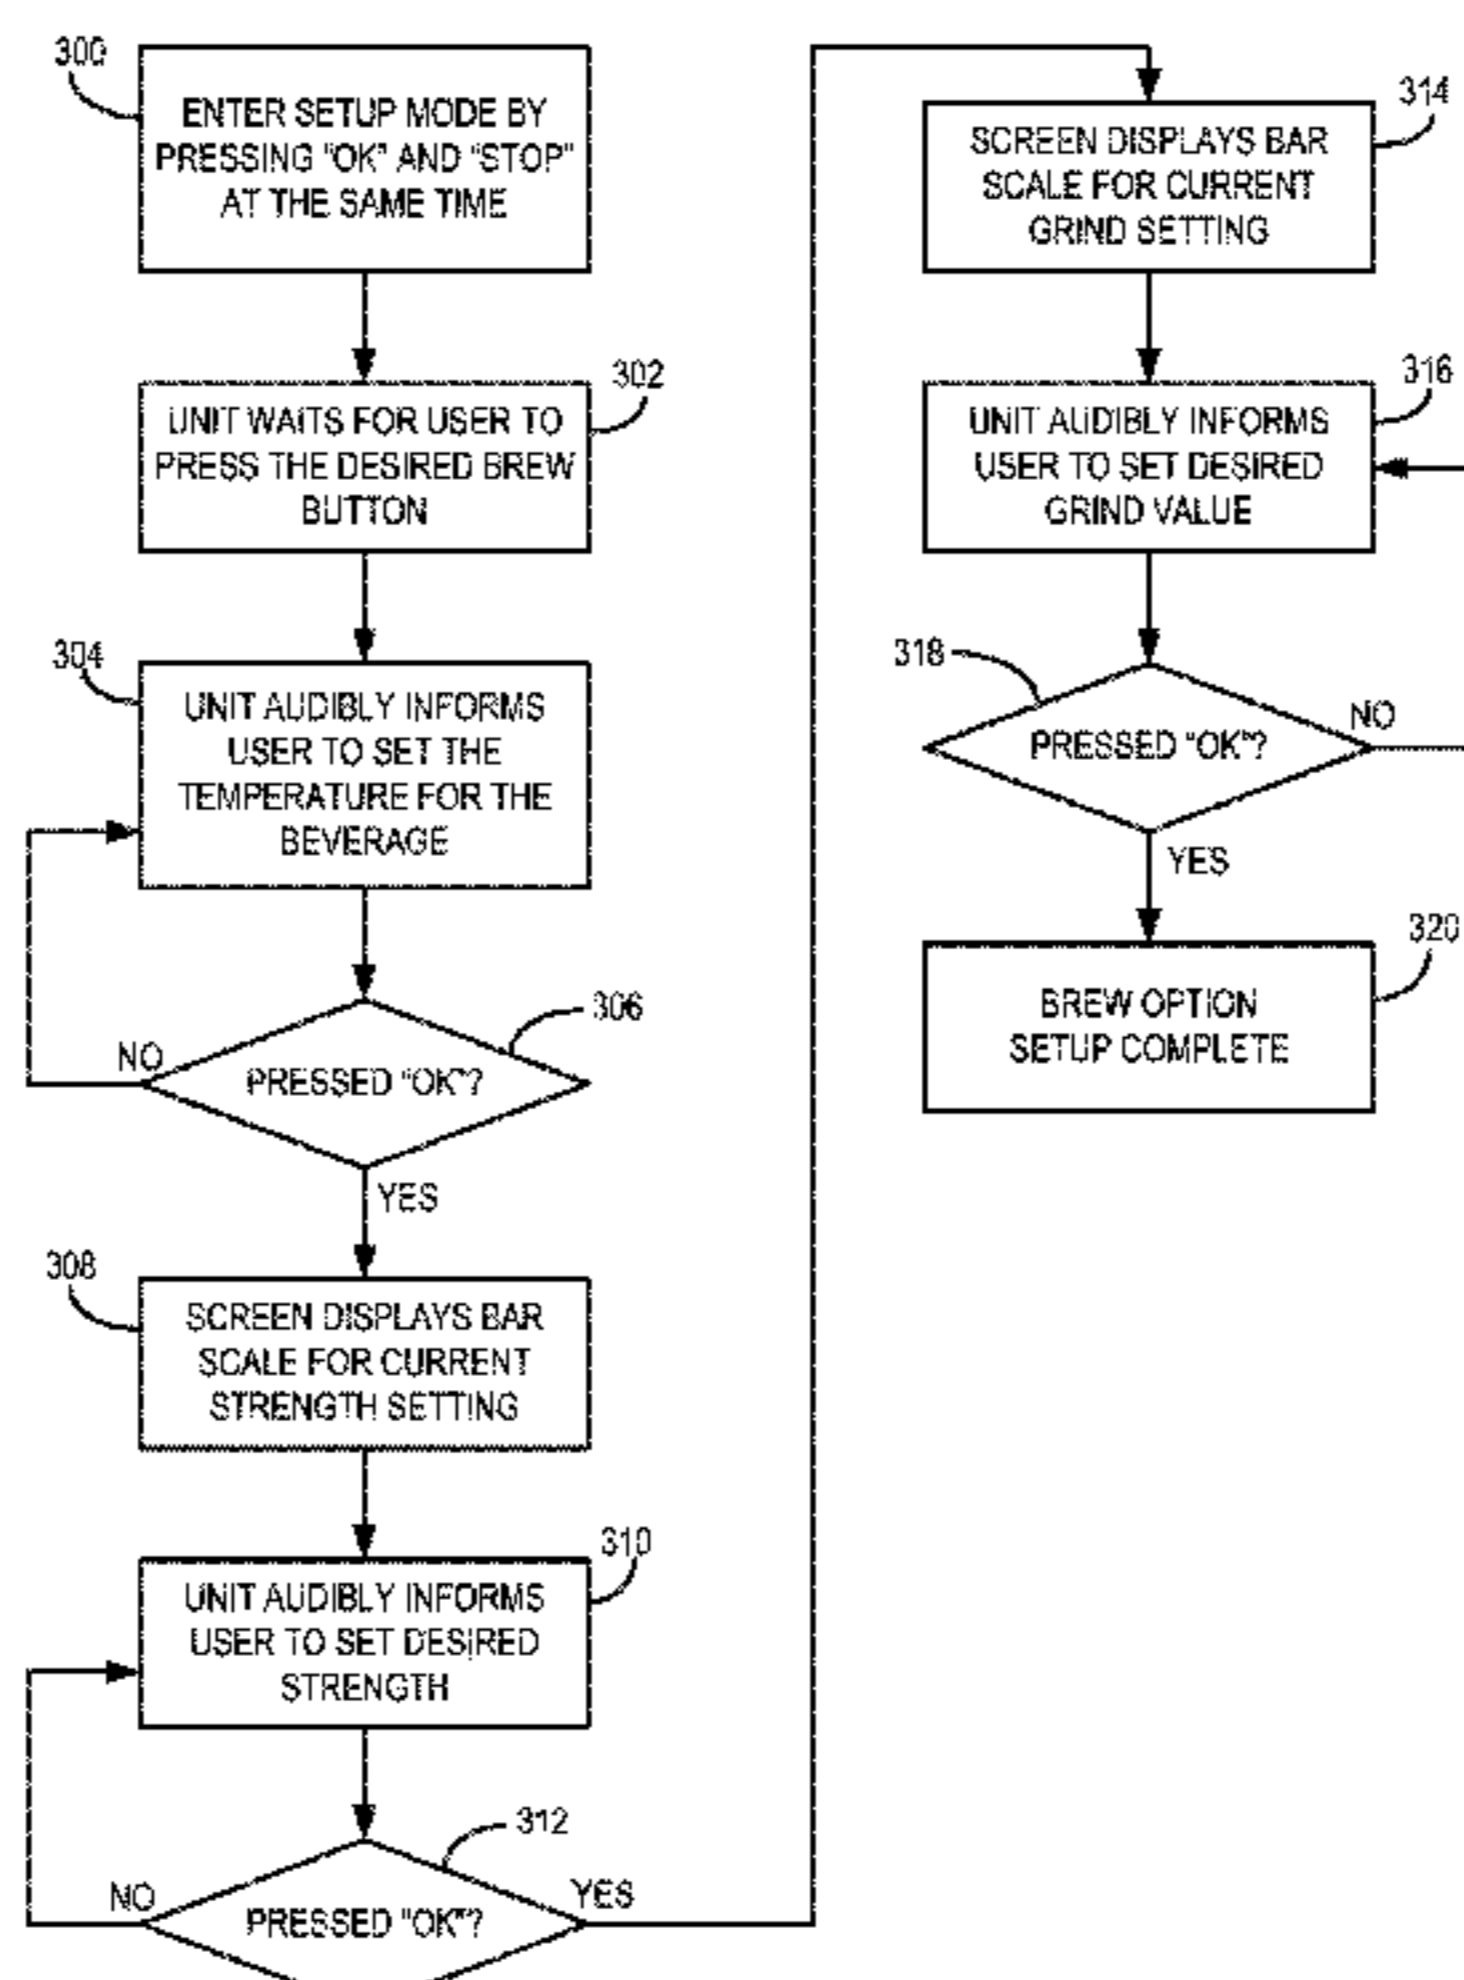 300
ENTER SETUP MODE BY
PRESSING "OK" AND "STOP"
AT THE SAME TIME
302
UNIT WAITS FOR USER TO
PRESS THE DESIRED BREW
BUTTON
304
UNIT AUDIBLY INFORMS
USER TO SET THE
TEMPERATURE FOR THE
BEVERAGE
306
NO
PRESSED "OK"?
YES
308
SCREEN DISPLAYS BAR
SCALE FOR CURRENT
STRENGTH SETTING
310
UNIT AUDIBLY INFORMS
USER TO SET DESIRED
STRENGTH
312
NO
PRESSED "OK"?
YES
314
SCREEN DISPLAYS BAR
SCALE FOR CURRENT
GRIND SETTING
316
UNIT AUDIBLY INFORMS
USER TO SET DESIRED
GRIND VALUE
318
PRESSED "OK"?
NO
YES
320
BREW OPTION
SETUP COMPLETE